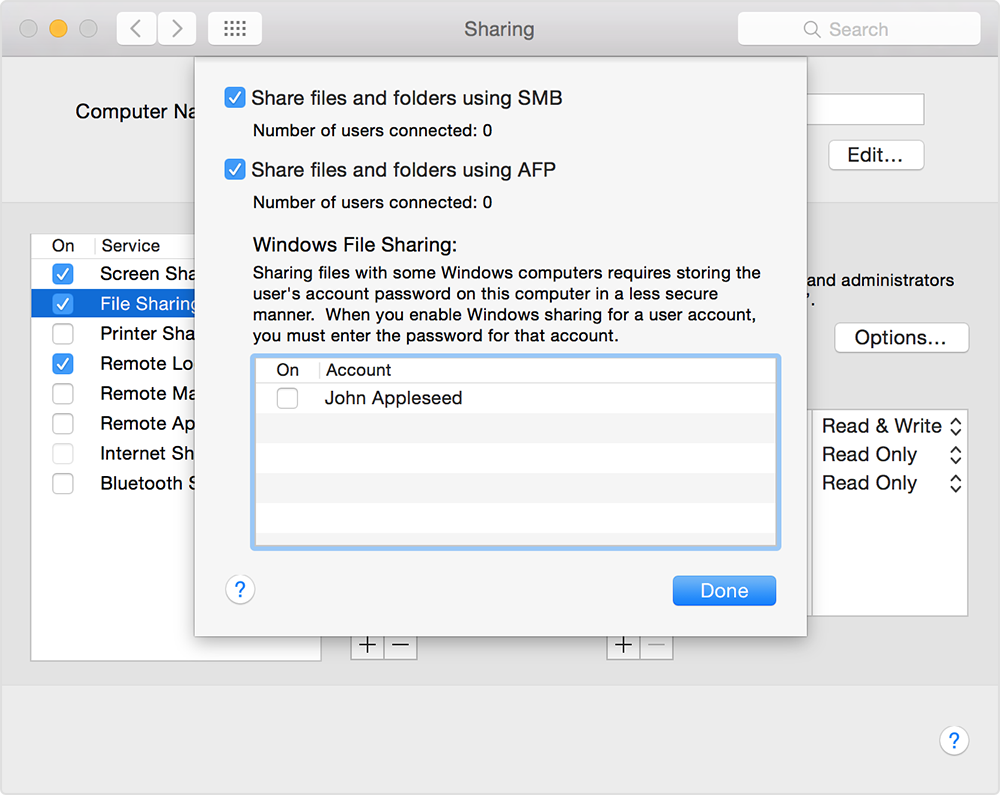 Sharing
Search
Computer Na
Edit...
Share files and folders using SMB
Number of users connected: 0
Share files and folders using AFP
Number of users connected: 0
Windows File Sharing:
Sharing files with some Windows computers requires storing the
user's account password on this computer in a less secure
manner.  When you enable Windows sharing for a user account,
you must enter the password for that account.
On Account
John Appleseed
?
Done
On Service
Screen Sha
File Sharing
Printer Sha
Remote Lo
Remote Ma
Remote Ap
Internet Sh
Bluetooth S
and administrators
”.
Options...
Read & Write
Read Only
Read Only
+ −
+ −
?